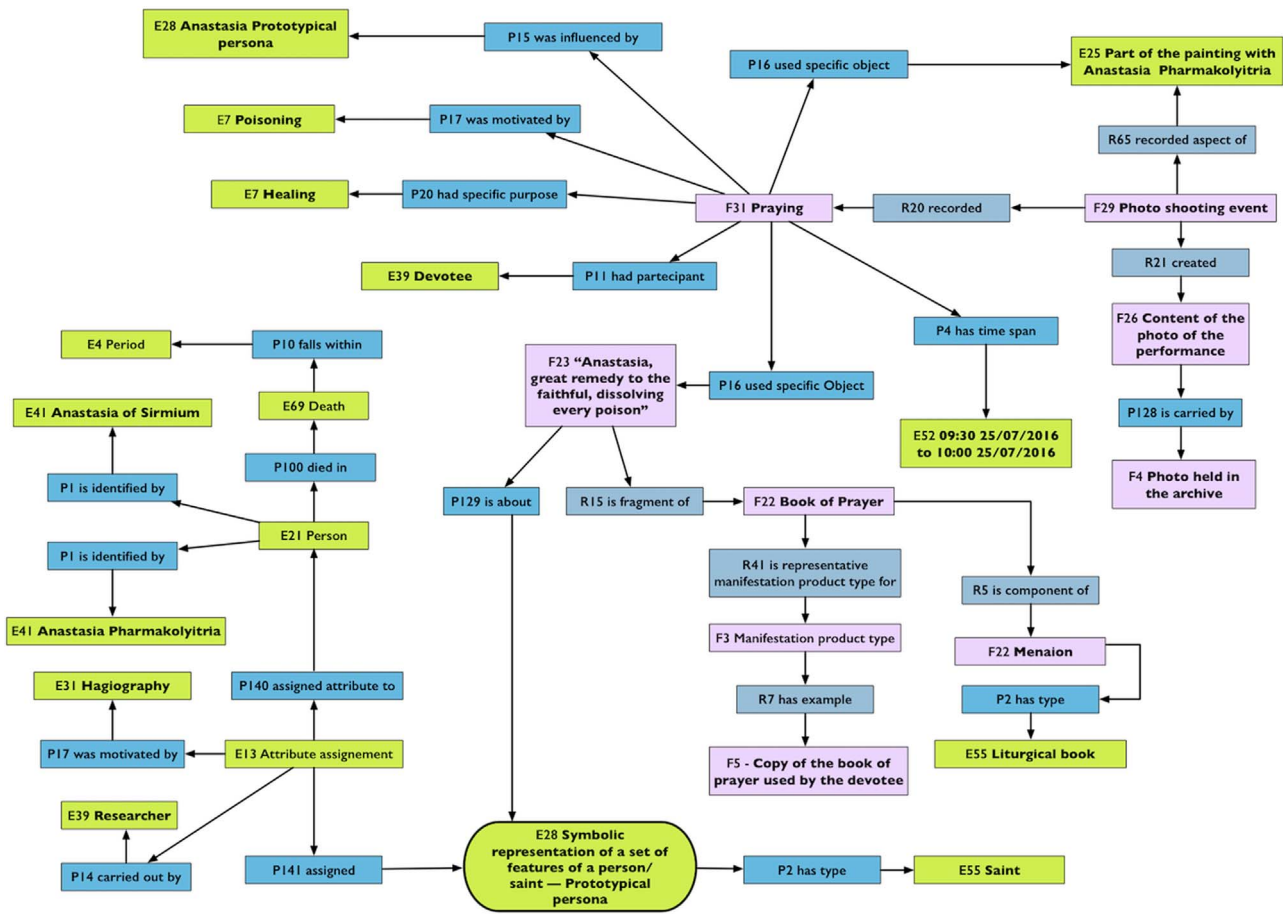 E28 Anastasia Prototypical
persona
P15 was influenced by
P16 used specific object
E25 Part of the painting with
Anastasia Pharmakolyitria
E7 Poisoning
P17 was motivated by
R65 recorded aspect of
E7 Healing
P20 had specific purpose
F31 Praying
R20 recorded
F29 Photo shooting event
E39 Devotee
P11 had partecipant
R21 created
F26 Content of the
photo of the
performance
P4 has time span
E4 Period
P10 falls within
F23 “Anastasia,
great remedy to the
faithful, dissolving
every poison”
P16 used specific Object
E41 Anastasia of Sirmium
E69 Death
P128 is carried by
E52 09:30 25/07/2016
to 10:00 25/07/2016
P100 died in
F4 Photo held in
the archive
P1 is identified by
P129 is about
R15 is fragment of
F22 Book of Prayer
E21 Person
P1 is identified by
R41 is representative
manifestation product type for
R5 is component of
E41 Anastasia Pharmakolyitria
F3 Manifestation product type
F22 Menaion
E31 Hagiography
P140 assigned attribute to
R7 has example
P2 has type
P17 was motivated by
E13 Attribute assignement
F5 - Copy of the book of
prayer used by the devotee
E55 Liturgical book
E39 Researcher
P14 carried out by
P141 assigned
E28 Symbolic
representation of a set of
features of a person/
saint — Prototypical
persona
P2 has type
E55 Saint